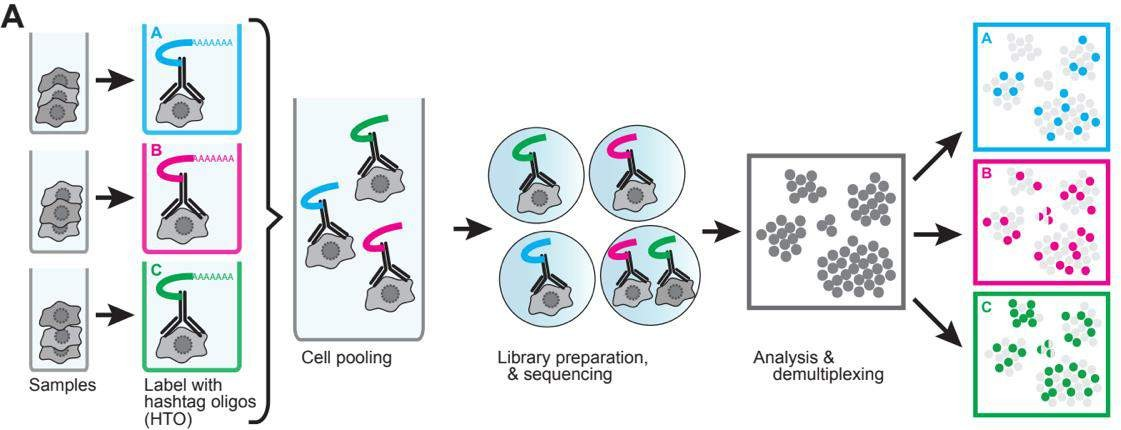 A
A
AAAAAAA
B
AAAAAAA
C
AAAAAAA
Samples
Label with
hashtag oligos
(HTO)
Cell pooling
Library preparation,
& sequencing
Analysis &
demultiplexing
A
B
C